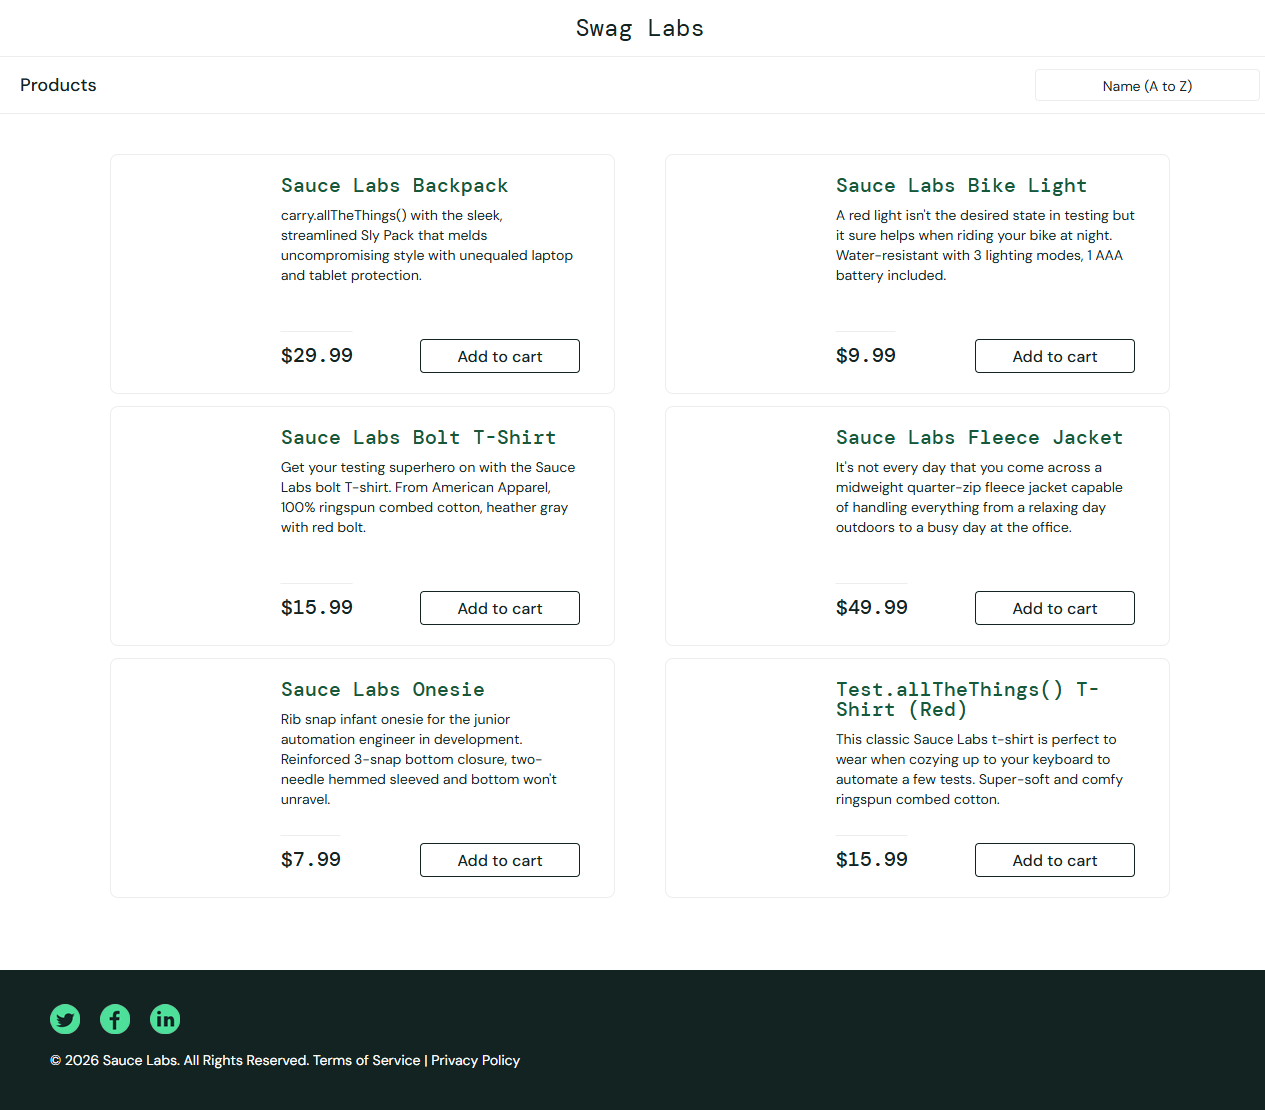 Swag Labs
Products
Name (A to Z)
Sauce Labs Backpack
carry.allTheThings() with the sleek,
streamlined Sly Pack that melds
uncompromising style with unequaled laptop
and tablet protection.
$29.99
Add to cart
Sauce Labs Bike Light
A red light isn't the desired state in testing but
it sure helps when riding your bike at night.
Water-resistant with 3 lighting modes, 1 AAA
battery included.
$9.99
Add to cart
Sauce Labs Bolt T-Shirt
Get your testing superhero on with the Sauce
Labs bolt T-shirt. From American Apparel,
100% ringspun combed cotton, heather gray
with red bolt.
$15.99
Add to cart
Sauce Labs Fleece Jacket
It's not every day that you come across a
midweight quarter-zip fleece jacket capable
of handling everything from a relaxing day
outdoors to a busy day at the office.
$49.99
Add to cart
Sauce Labs Onesie
Rib snap infant onesie for the junior
automation engineer in development.
Reinforced 3-snap bottom closure, two-
needle hemmed sleeved and bottom won't
unravel.
$7.99
Add to cart
Test.allTheThings() T-
Shirt (Red)
This classic Sauce Labs t-shirt is perfect to
wear when cozying up to your keyboard to
automate a few tests. Super-soft and comfy
ringspun combed cotton.
$15.99
Add to cart
© 2026 Sauce Labs. All Rights Reserved. Terms of Service | Privacy Policy